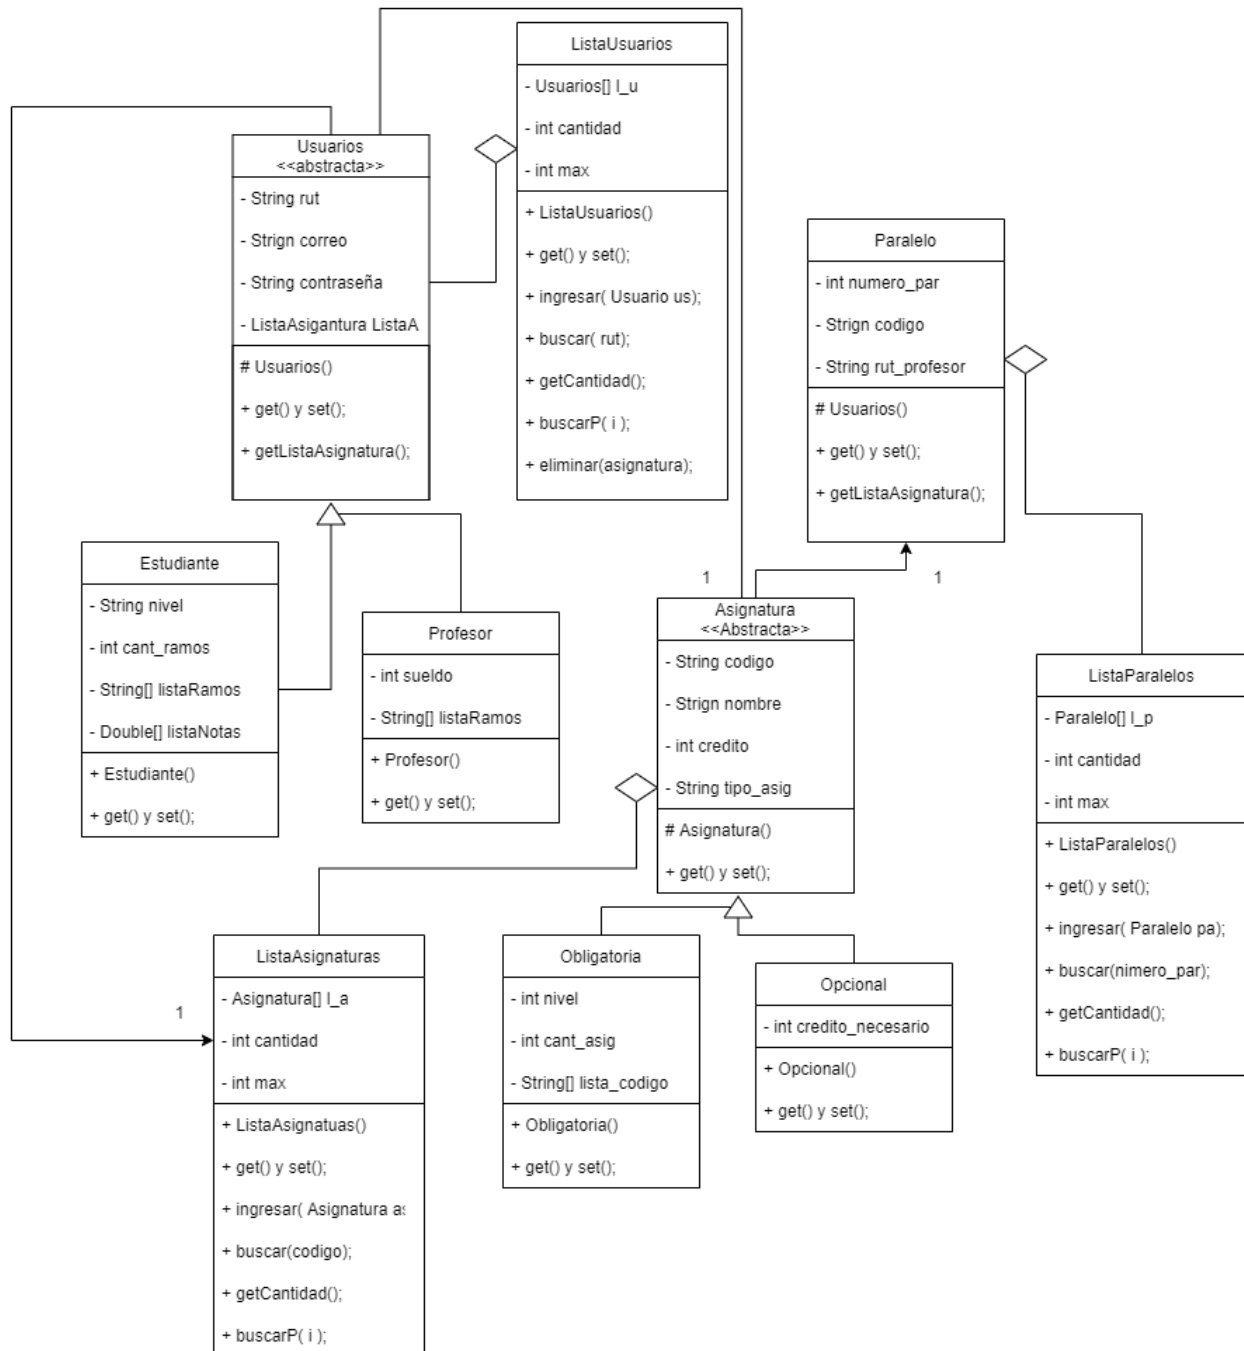 ListaUsuarios
- Usuarios[] l_u
- int cantidad
- int max
+ ListaUsuarios()
+ get() y set();
+ ingresar( Usuario us);
+ buscar( rut);
+ getCantidad();
+ buscarP( i );
+ eliminar(asignatura);
Usuarios
<<abstracta>>
- String rut
- Strign correo
- String contraseña
- ListaAsigantura ListaA
# Usuarios()
+ get() y set();
+ getListaAsignatura();
Paralelo
- int numero_par
- Strign codigo
- String rut_profesor
# Usuarios()
+ get() y set();
+ getListaAsignatura();
Estudiante
- String nivel
- int cant_ramos
- String[] listaRamos
- Double[] listaNotas
+ Estudiante()
+ get() y set();
Profesor
- int sueldo
- String[] listaRamos
+ Profesor()
+ get() y set();
1
1
Asignatura
<<Abstracta>>
- String codigo
- Strign nombre
- int credito
- String tipo_asig
# Asignatura()
+ get() y set();
ListaParalelos
- Paralelo[] l_p
- int cantidad
- int max
+ ListaParalelos()
+ get() y set();
+ ingresar( Paralelo pa);
+ buscar(nimero_par);
+ getCantidad();
+ buscarP( i );
1
ListaAsignaturas
- Asignatura[] l_a
- int cantidad
- int max
+ ListaAsignatuas()
+ get() y set();
+ ingresar( Asignatura a
+ buscar(codigo);
+ getCantidad();
+ buscarP( i );
Obligatoria
- int nivel
- int cant_asig
- String[] lista_codigo
+ Obligatoria()
+ get() y set();
Opcional
- int credito_necesario
+ Opcional()
+ get() y set();